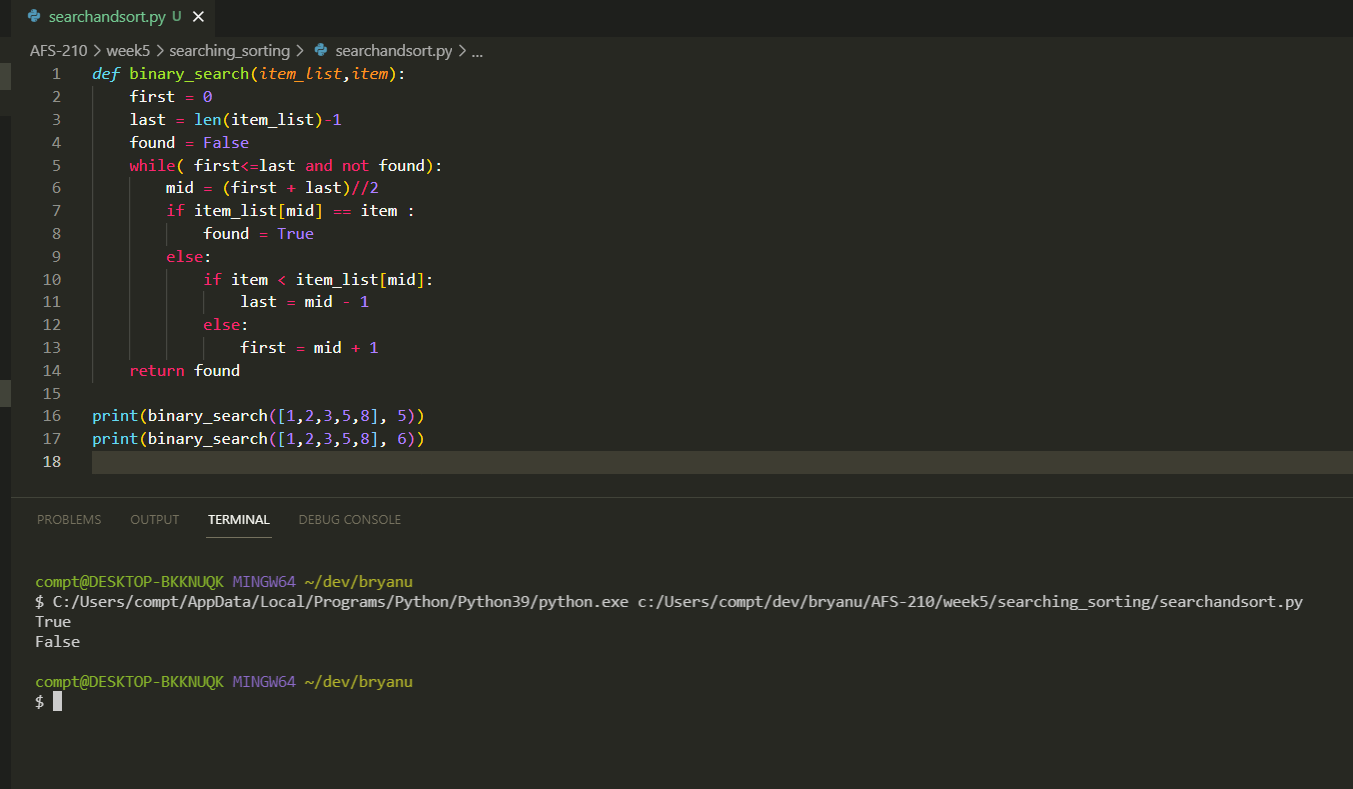 searchandsort.py U
AFS-210 > week5 > searching_sorting > searchandsort.py > ...
1 def binary_search(item_list,item):
2     first = 0
3     last = len(item_list)-1
4     found = False
5     while( first<=last and not found):
6         mid = (first + last)//2
7         if item_list[mid] == item :
8             found = True
9         else:
10             if item < item_list[mid]:
11                 last = mid - 1
12             else:
13                 first = mid + 1
14     return found
15
16 print(binary_search([1,2,3,5,8], 5))
17 print(binary_search([1,2,3,5,8], 6))
18
PROBLEMS OUTPUT TERMINAL DEBUG CONSOLE
compt@DESKTOP-BKKNUQK MINGW64 ~/dev/bryanu
$ C:/Users/compt/AppData/Local/Programs/Python/Python39/python.exe c:/Users/compt/dev/bryanu/AFS-210/week5/searching_sorting/searchandsort.py
True
False
compt@DESKTOP-BKKNUQK MINGW64 ~/dev/bryanu
$